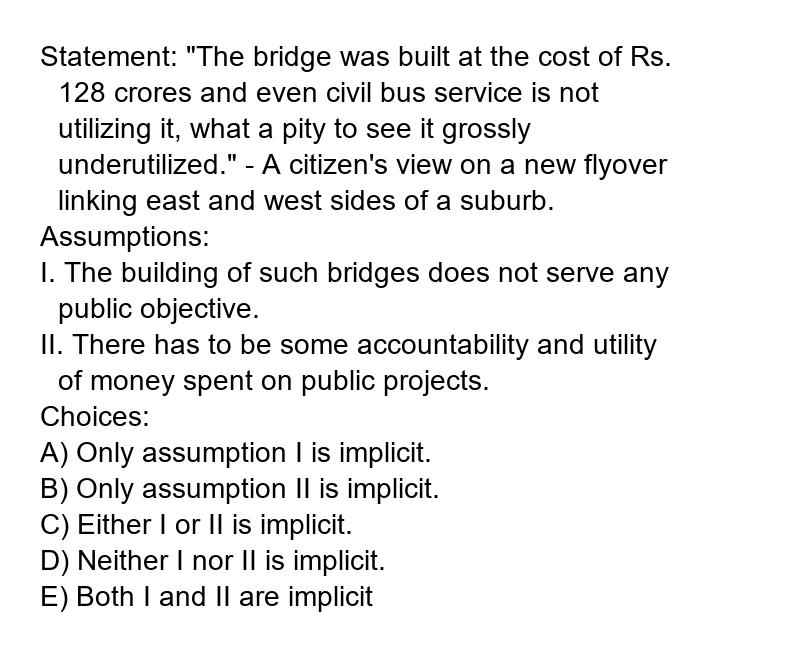 Statement: "The bridge was built at the cost of Rs.
128 crores and even civil bus service is not
utilizing it, what a pity to see it grossly
underutilized." - A citizen's view on a new flyover
linking east and west sides of a suburb.
Assumptions:
I. The building of such bridges does not serve any
public objective.
II. There has to be some accountability and utility
of money spent on public projects.
Choices:
A) Only assumption I is implicit.
B) Only assumption II is implicit.
C) Either I or II is implicit.
D) Neither I nor II is implicit.
E) Both I and II are implicit